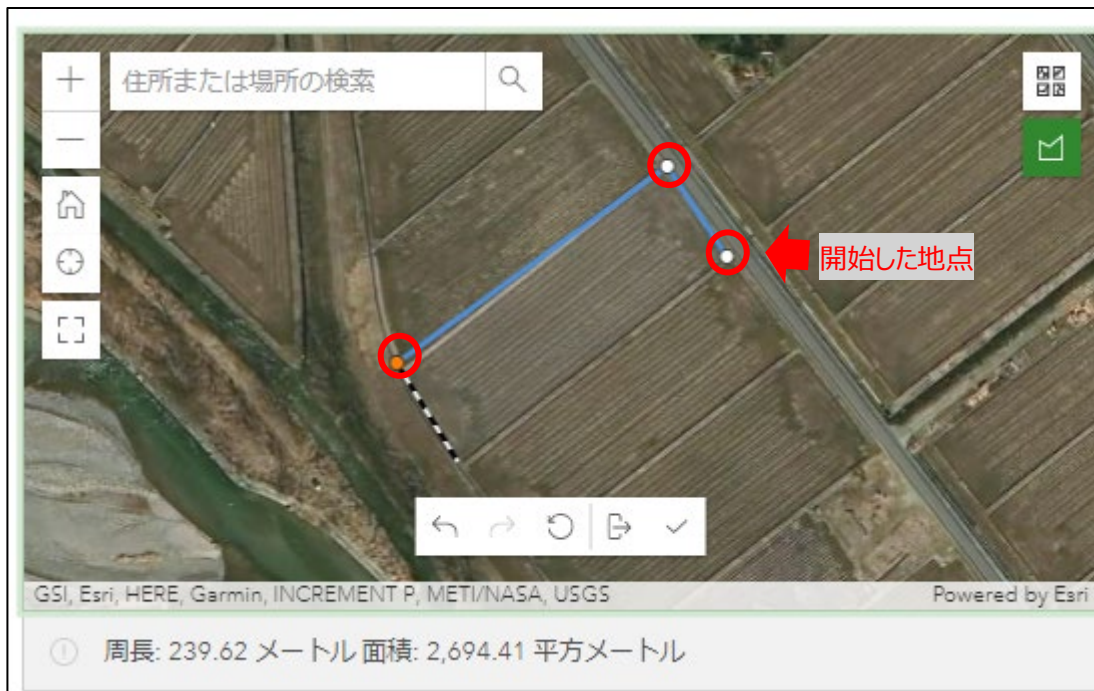 住所または場所の検索
開始した地点
GSI, Esri, HERE, Garmin, INCREMENT P, METI/NASA, USGS
Powered by Esri
周長: 239.62 メートル 面積: 2,694.41 平方メートル